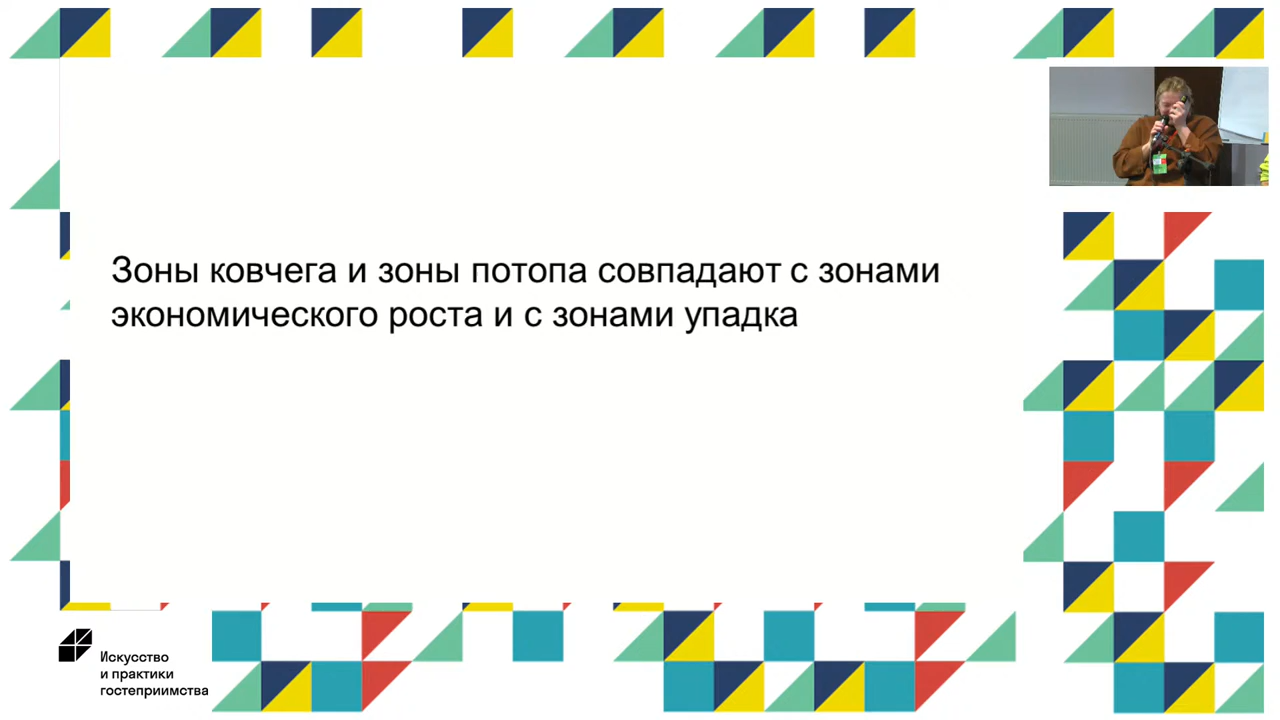 Зоны ковчега и зоны потопа совпадают с зонами
экономического роста и с зонами упадка
Искусство
и практики
гостеприимства